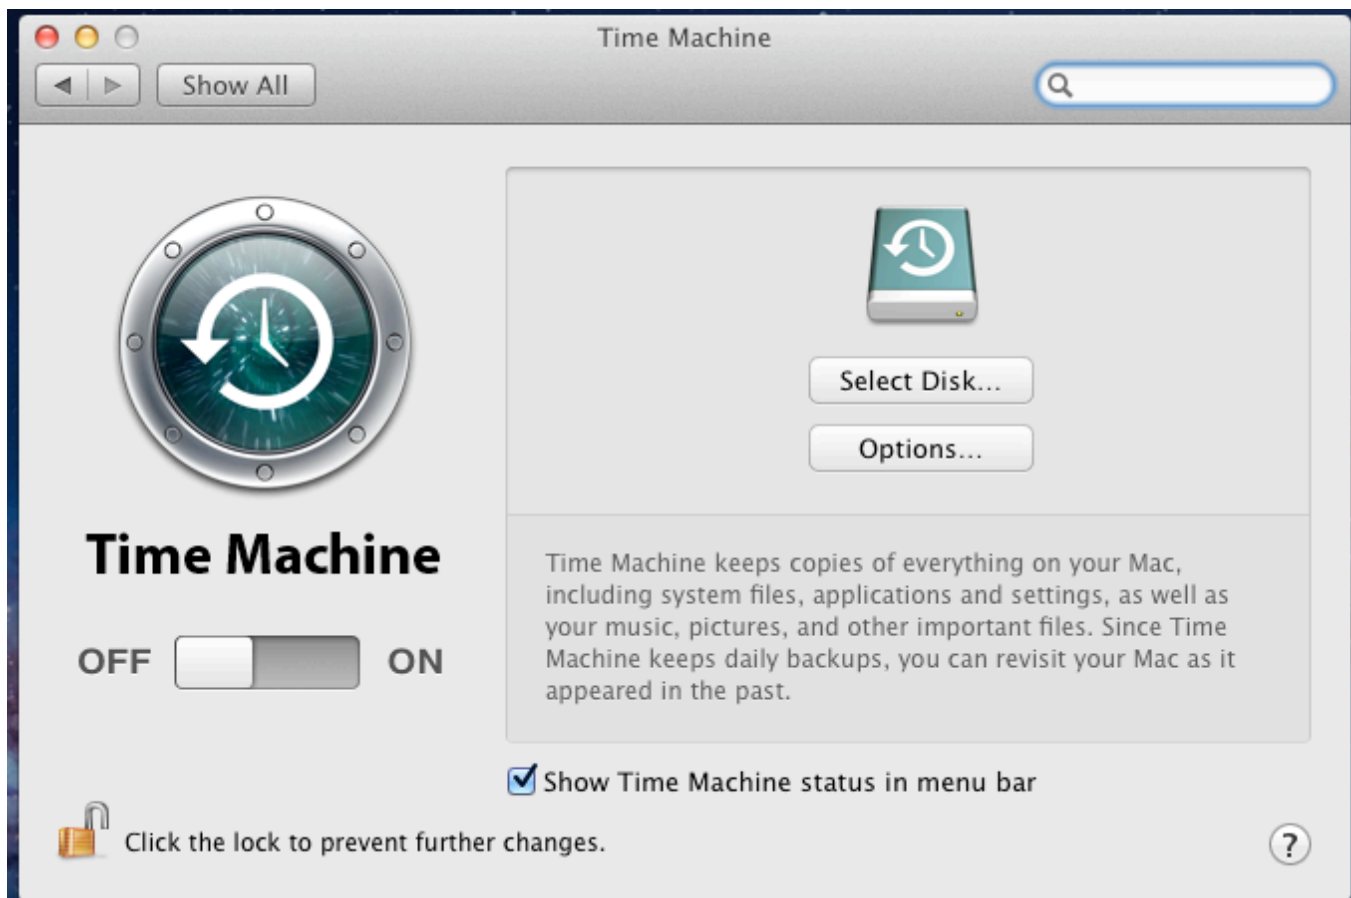 Time Machine
Show All
Select Disk...
Options...
Time Machine
Time Machine keeps copies of everything on your Mac,
including system files, applications and settings, as well as
your music, pictures, and other important files. Since Time
Machine keeps daily backups, you can revisit your Mac as it
appeared in the past.
OFF ON
Show Time Machine status in menu bar
Click the lock to prevent further changes.
?